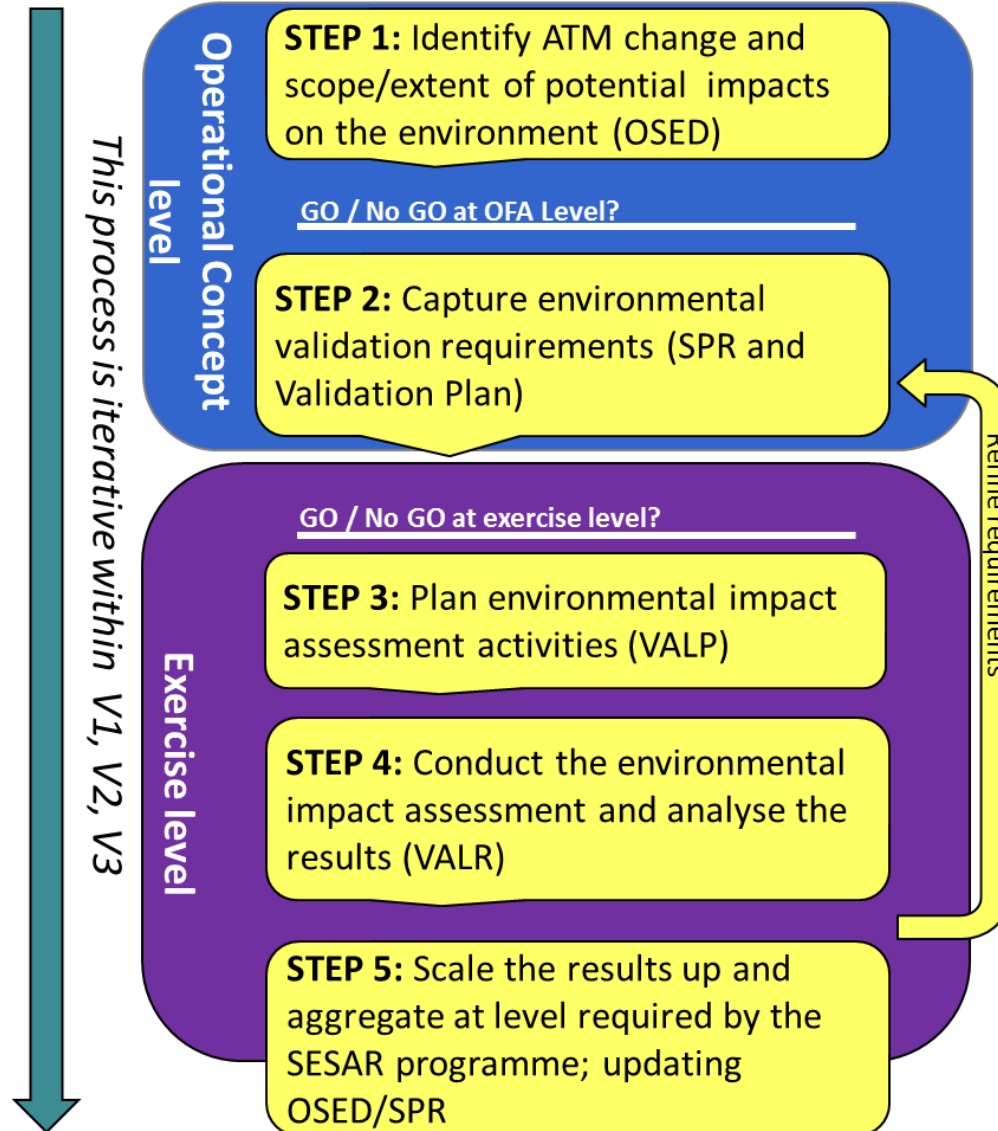 This process is iterative within V1, V2, V3
Operational Concept
level
STEP 1: Identify ATM change and
scope/extent of potential impacts
on the environment (OSED)
GO / No GO at OFA Level?
STEP 2: Capture environmental
validation requirements (SPR and
Validation Plan)
Refine requirements
Exercise level
GO / No GO at exercise level?
STEP 3: Plan environmental impact
assessment activities (VALP)
STEP 4: Conduct the environmental
impact assessment and analyse the
results (VALR)
STEP 5: Scale the results up and
aggregate at level required by the
SESAR programme; updating
OSED/SPR